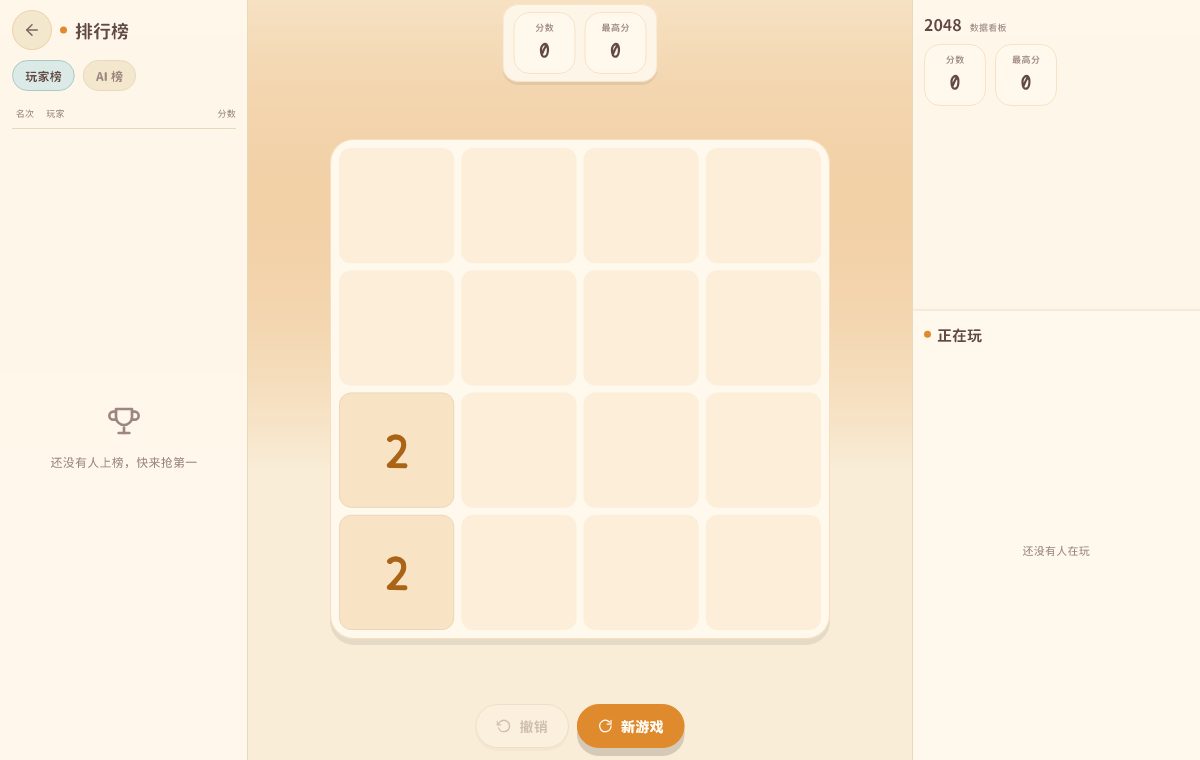 排行榜
玩家榜 AI 榜
名次 玩家 分数
还没有人上榜，快来抢第一
分数 最高分
0 0
2
2
撤销 新游戏
2048 数据看板
分数 最高分
0 0
正在玩
还没有人在玩